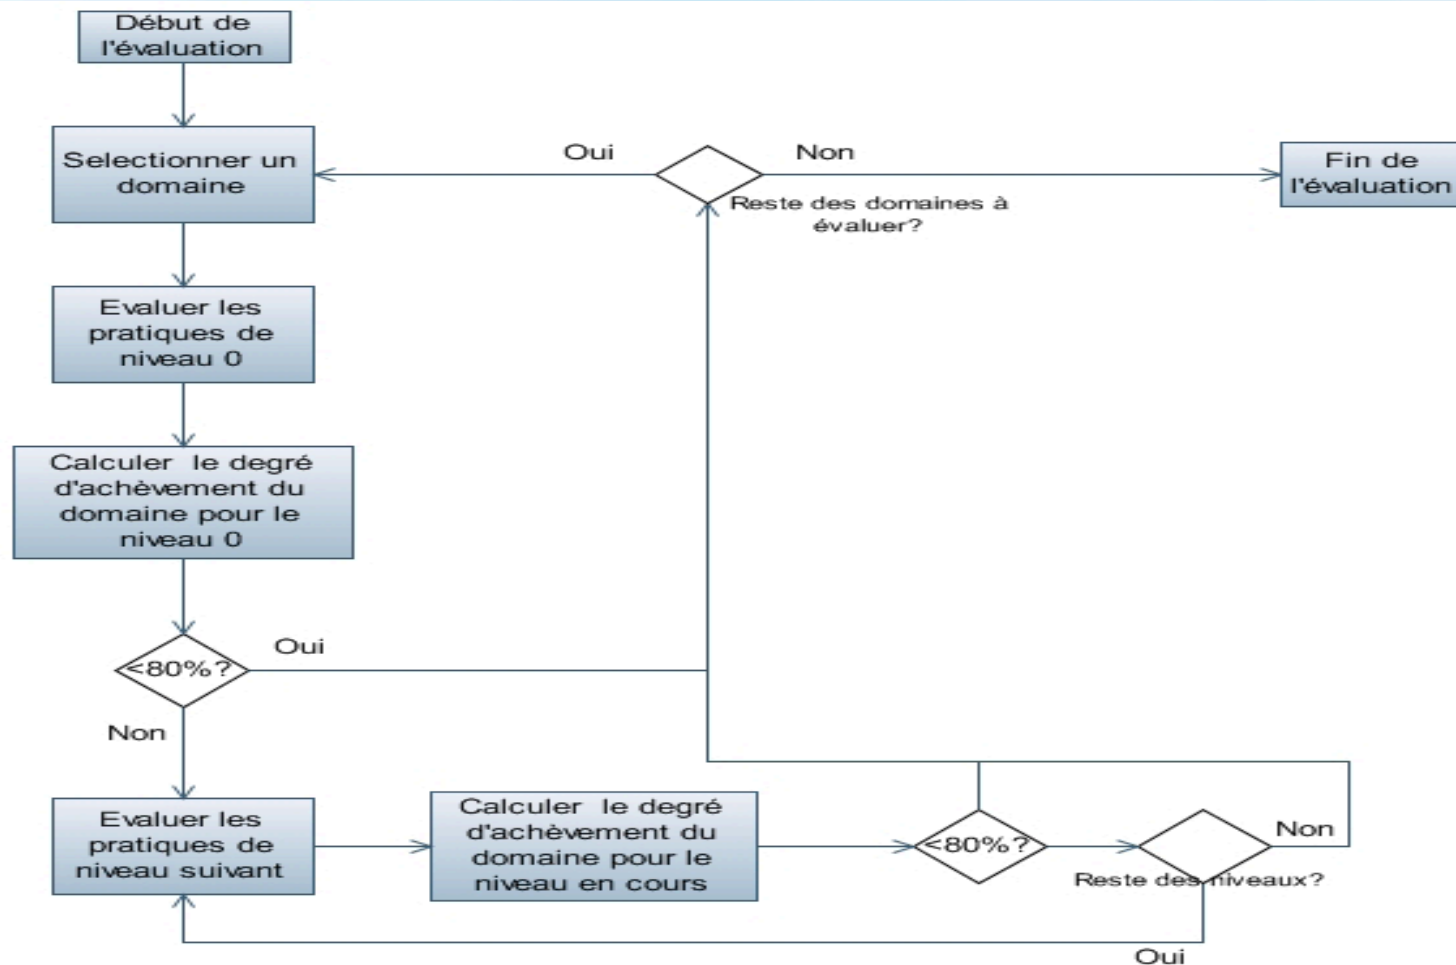 Début de
l'évaluation
Selectionner un
domaine
Oui
Non
Reste des domaines à
évaluer?
Fin de
l'évaluation
Evaluer les
pratiques de
niveau 0
Calculer le degré
d'achèvement du
domaine pour le
niveau 0
<80%?
Oui
Non
Evaluer les
pratiques de
niveau suivant
Calculer le degré
d'achèvement du
domaine pour le
niveau en cours
<80%?
Non
Reste des niveaux?
Oui